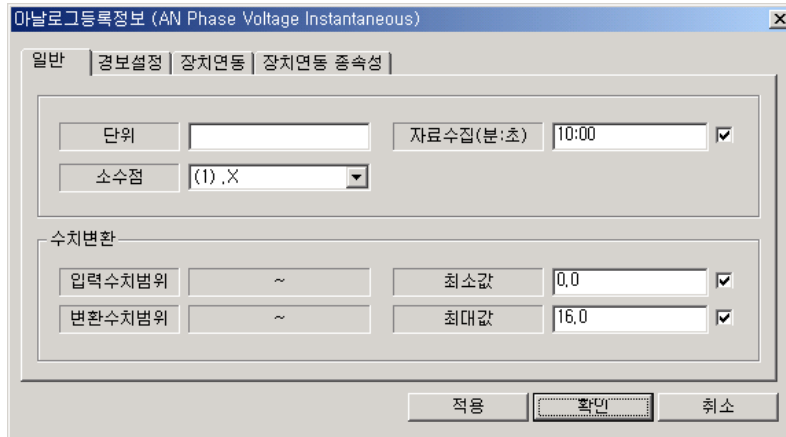 아날로그등록정보 (AN Phase Voltage Instantaneous)
일반 경보설정 장치연동 장치연동 종속성
단위 자료수집(분:초) 10:00
소수점 (1) .X
수치변환
입력수치범위 ~ 최소값 0.0
변환수치범위 ~ 최대값 16.0
적용 확인 취소